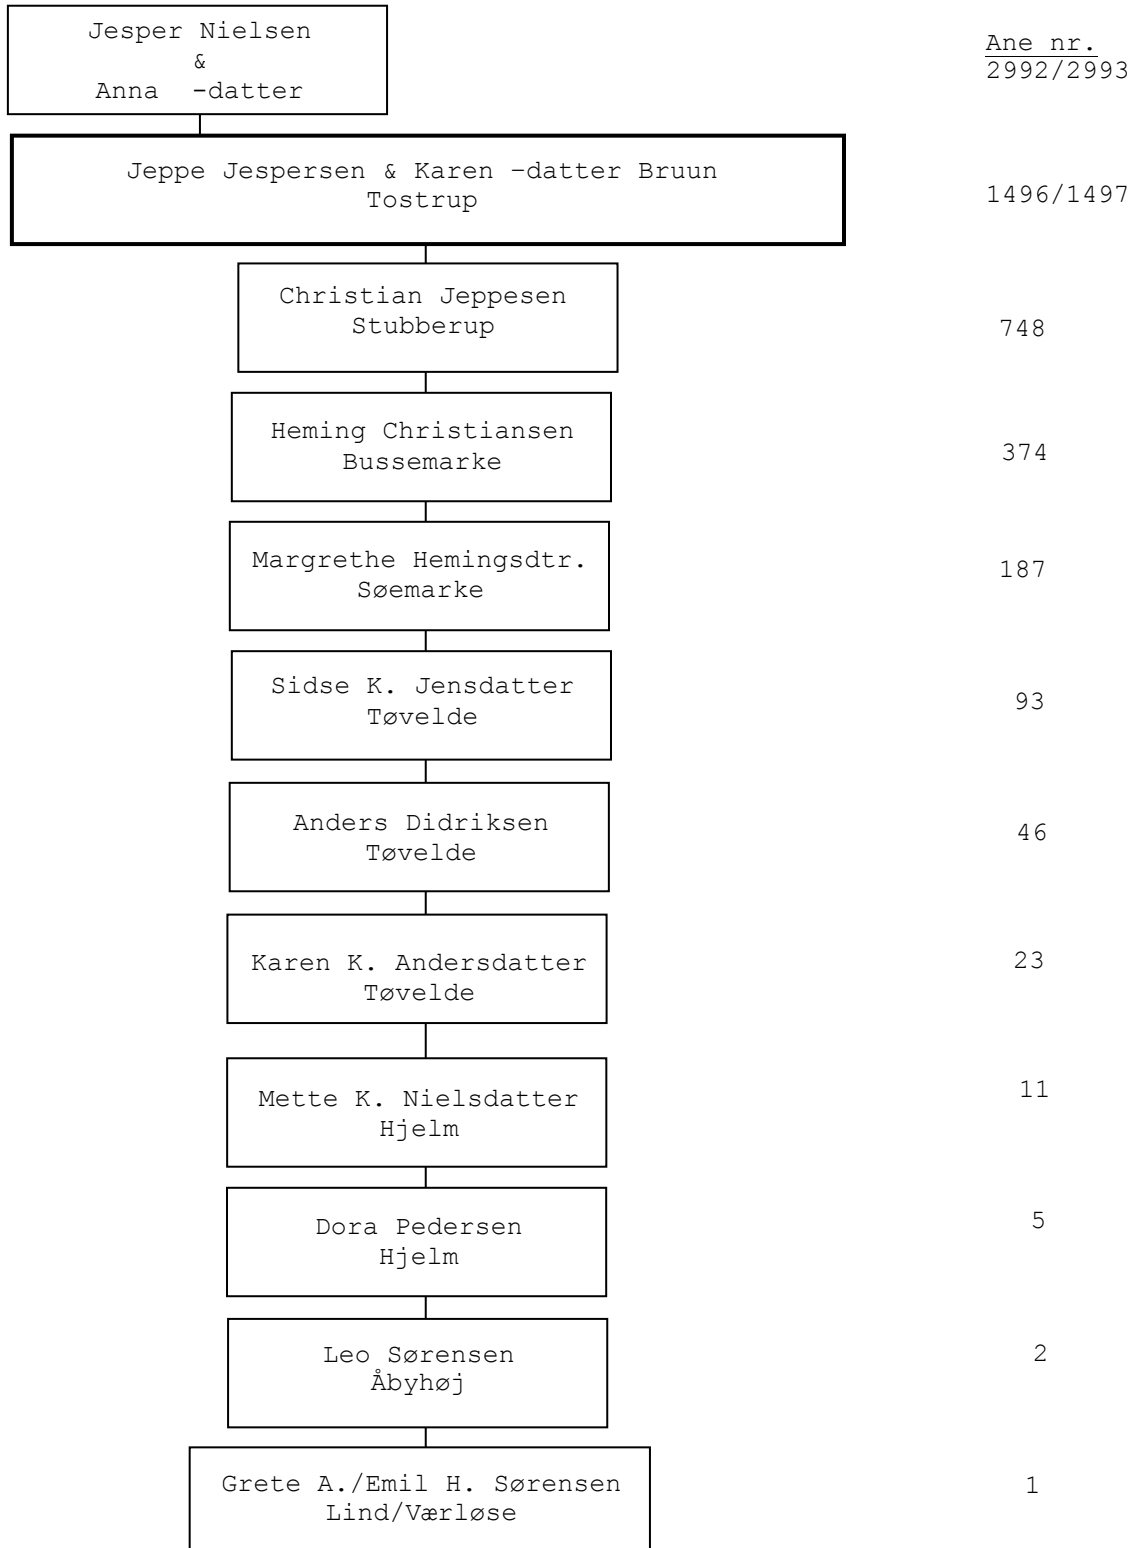 Jesper Nielsen
&
Anna -datter
Ane nr.
2992/2993
Jeppe Jespersen & Karen –datter Bruun
Tostrup
1496/1497
Christian Jeppesen
Stubberup
748
Heming Christiansen
Bussemarke
374
Margrethe Hemingsdtr.
Søemarke
187
Sidse K. Jensdatter
Tøvelde
93
Anders Didriksen
Tøvelde
46
Karen K. Andersdatter
Tøvelde
23
Mette K. Nielsdatter
Hjelm
11
Dora Pedersen
Hjelm
5
Leo Sørensen
Åbyhøj
2
Grete A./Emil H. Sørensen
Lind/Værløse
1